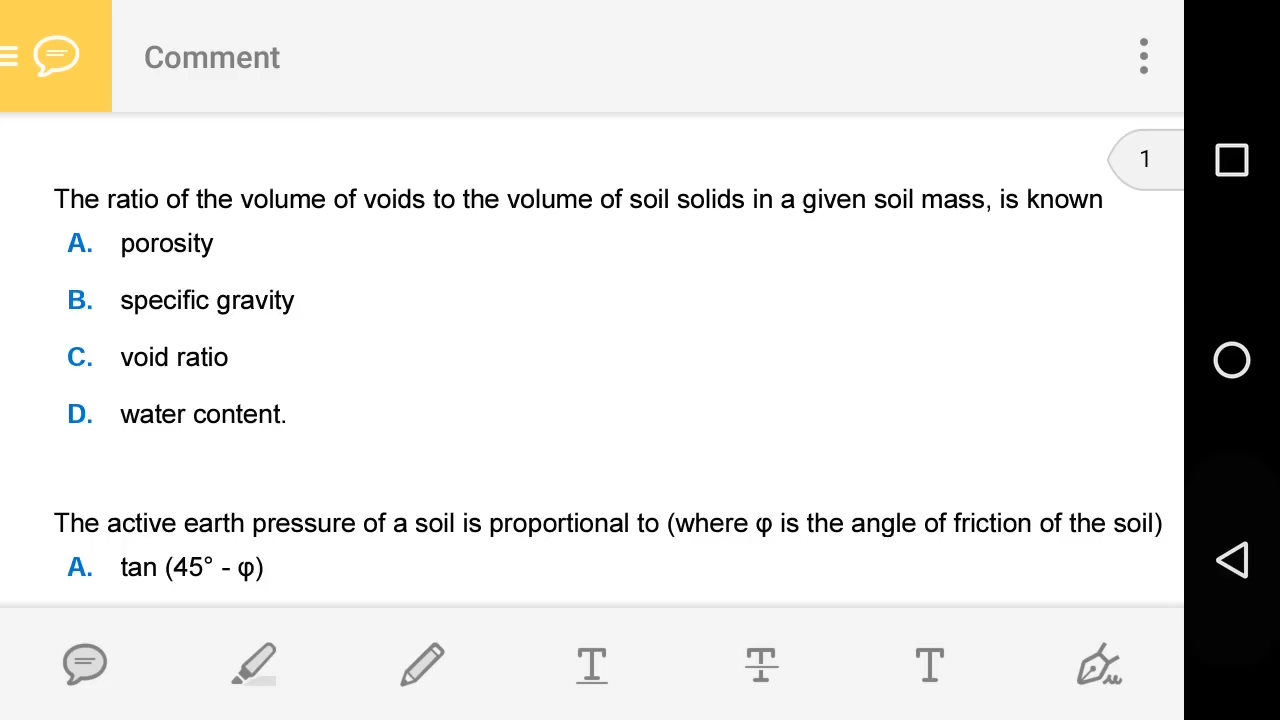 Comment
1
The ratio of the volume of voids to the volume of soil solids in a given soil mass, is known
A. porosity
B. specific gravity
C. void ratio
D. water content.
The active earth pressure of a soil is proportional to (where φ is the angle of friction of the soil)
A. tan (45° - φ)
T
T
T